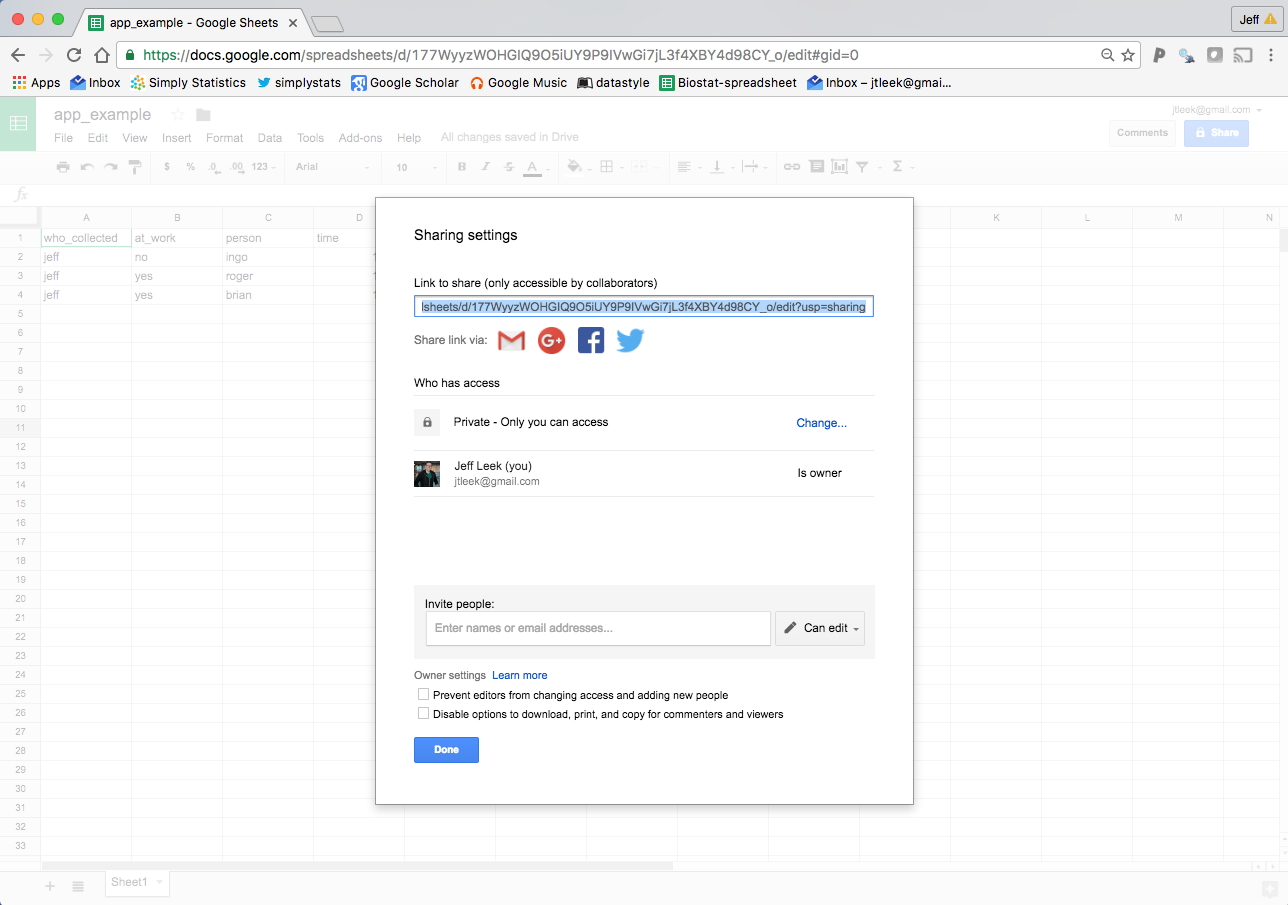 app_example - Google Sheets
Jeff
https://docs.google.com/spreadsheets/d/177WyyzWOHGIQ9O5iUY9P9IVwGi7jL3f4XBY4d98CY_o/edit#gid=0
Apps Inbox Simply Statistics simplystats Google Scholar Google Music datastyle Biostat-spreadsheet Inbox – jtleek@gmai...
app_example
jtleek@gmail.com
File Edit View Insert Format Data Tools Add-ons Help All changes saved in Drive
Comments Share
$ % .0 .00 123 Arial 10 B I S A Σ
fx
A B C D K L M N
1 who_collected at_work person time
2 jeff no ingo
3 jeff yes roger
4 jeff yes brian
5
6
7
8
9
10
11
12
13
14
15
16
17
18
19
20
21
22
23
24
25
26
27
28
29
30
31
32
33
Sharing settings
Link to share (only accessible by collaborators)
sheets/d/177WyyzWOHGIQ9O5iUY9P9IVwGi7jL3f4XBY4d98CY_o/edit?usp=sharing
Share link via:
Who has access
Private - Only you can access Change...
Jeff Leek (you)
jtleek@gmail.com
Is owner
Invite people:
Enter names or email addresses... Can edit
Owner settings Learn more
Prevent editors from changing access and adding new people
Disable options to download, print, and copy for commenters and viewers
Done
Sheet1